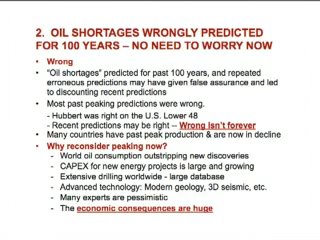 2. OIL SHORTAGES WRONGLY PREDICTED
FOR 100 YEARS – NO NEED TO WORRY NOW
• Wrong
• "Oil shortages" predicted for past 100 years, and repeated
erroneous predictions may have given false assurance and led
to discounting recent predictions
• Most past peaking predictions were wrong.
- Hubbert was right on the U.S. Lower 48
- Recent predictions may be right -- Wrong isn't forever
• Many countries have past peak production & are now in decline
• Why reconsider peaking now?
- World oil consumption outstripping new discoveries
- CAPEX for new energy projects is large and growing
- Extensive drilling worldwide - large database
- Advanced technology: Modern geology, 3D seismic, etc.
- Many experts are pessimistic
- The economic consequences are huge